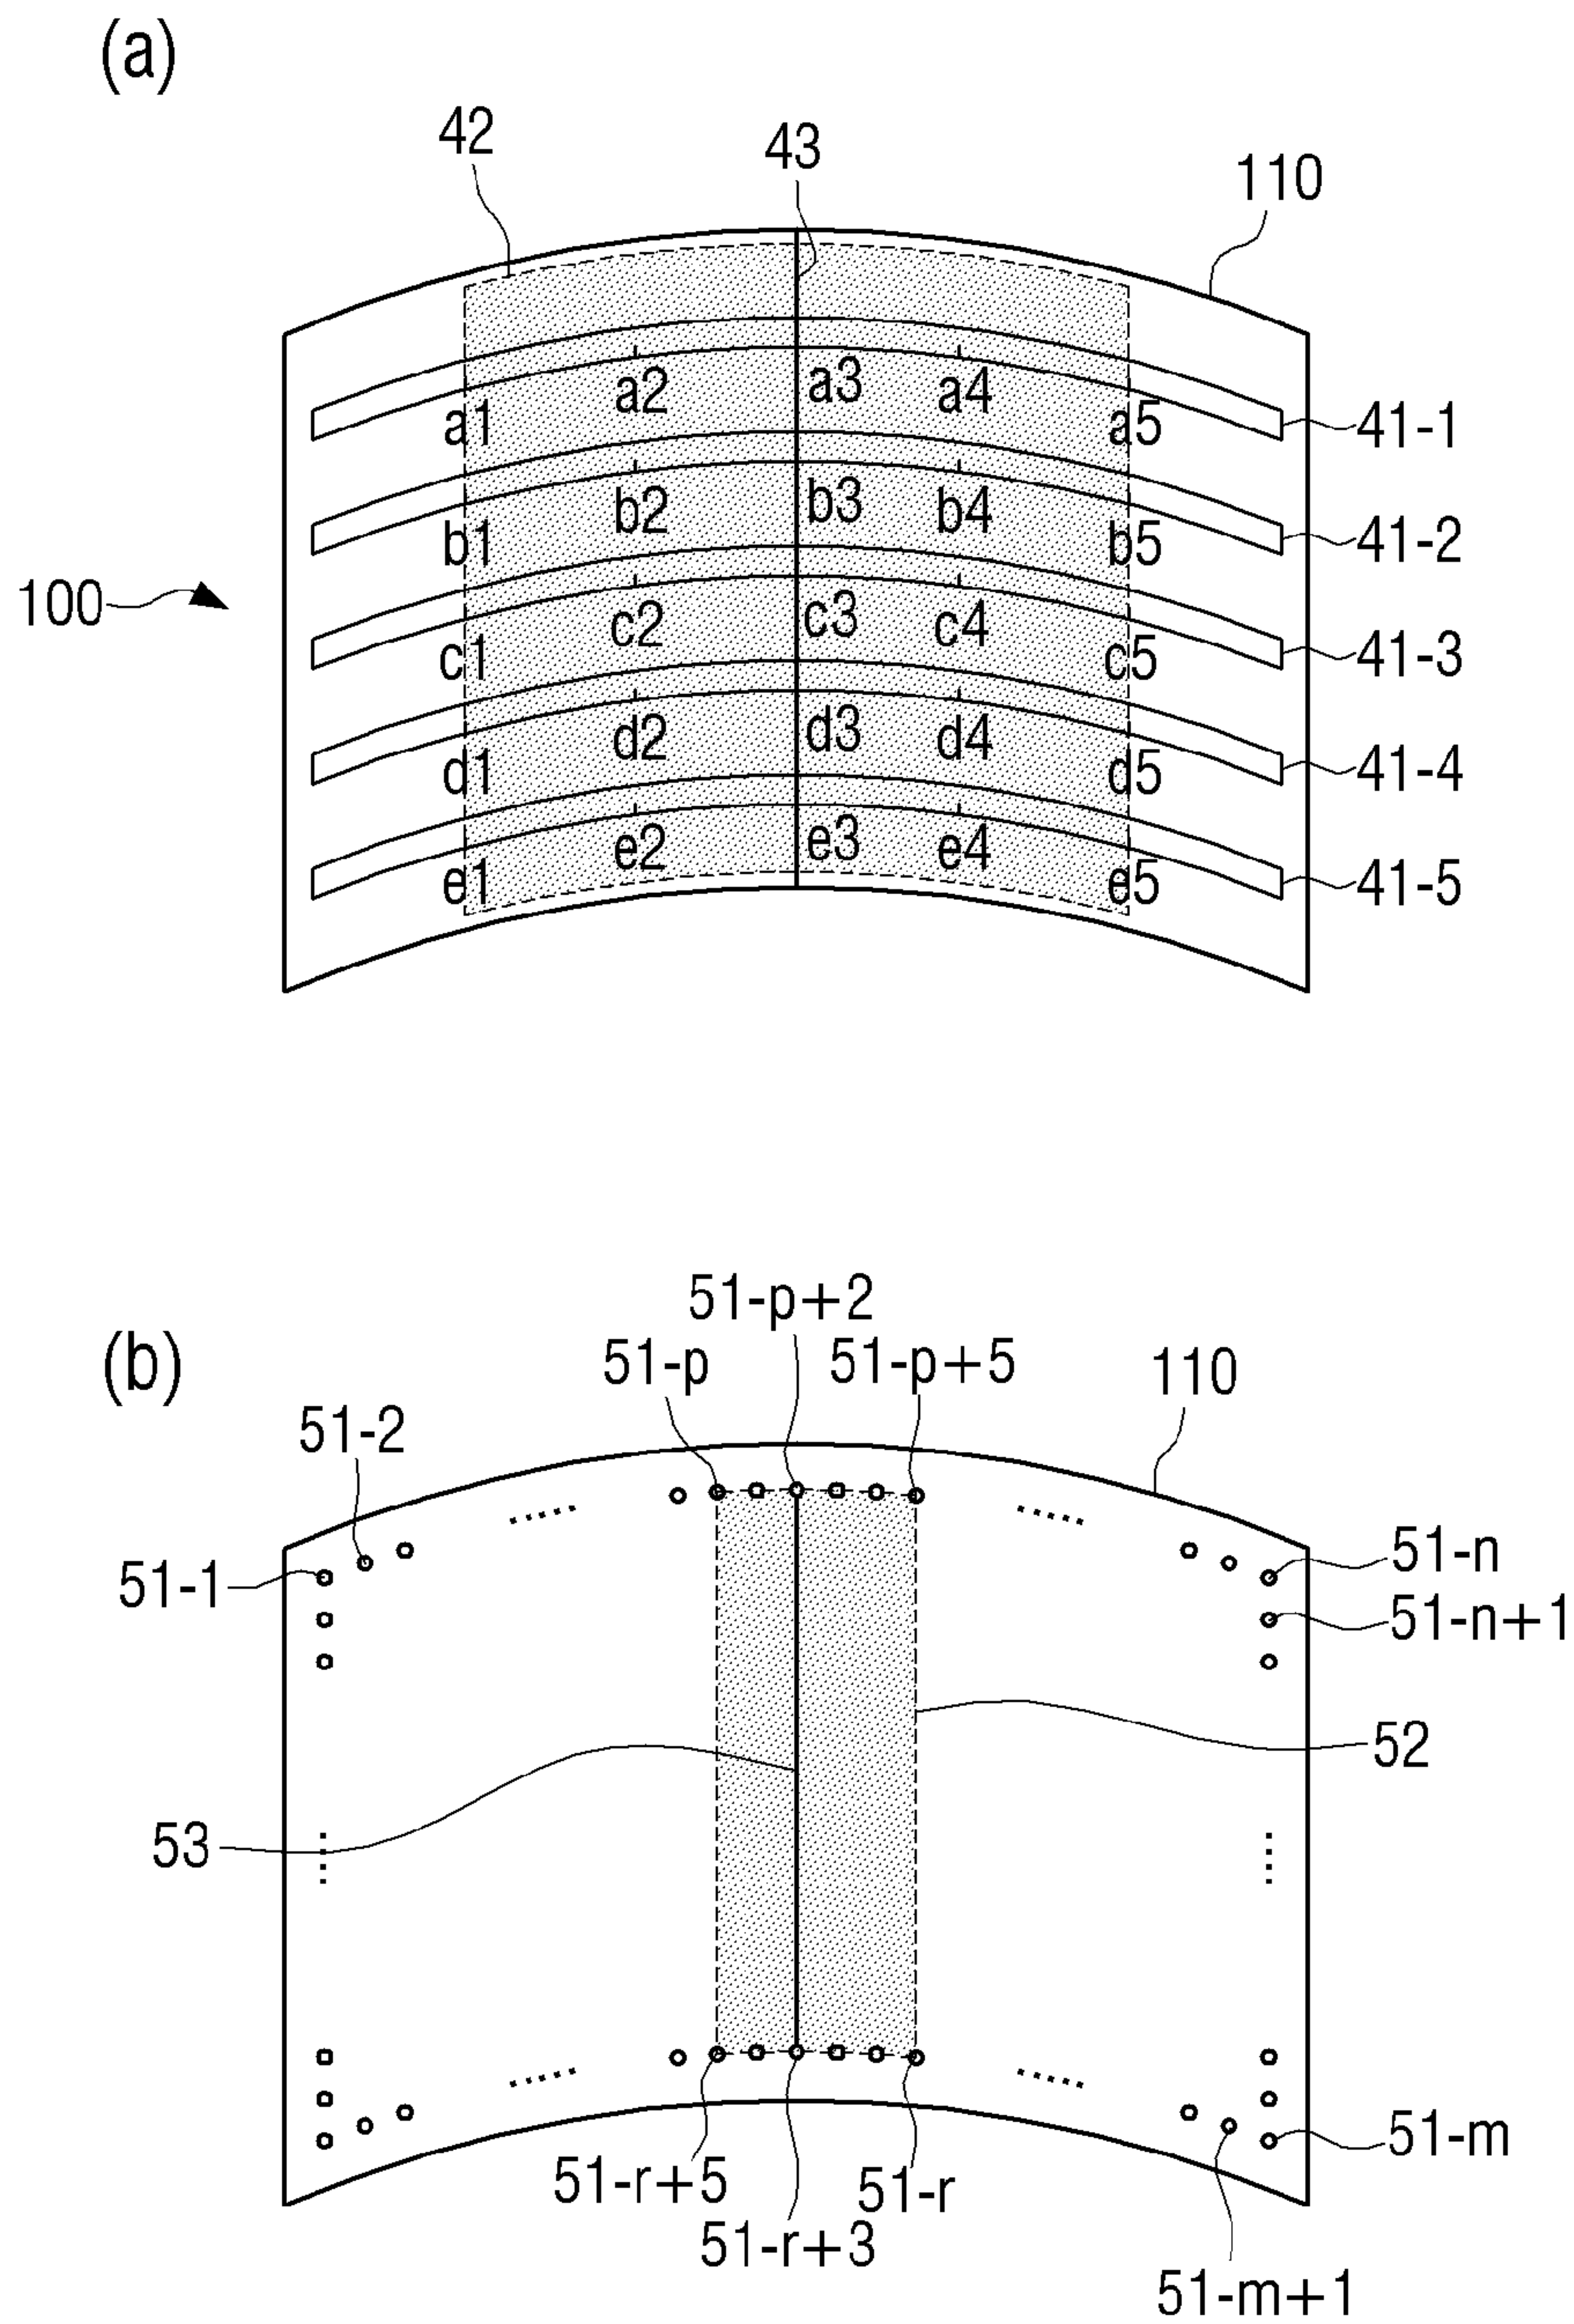 (a)
42
43
110
a1 a2 a3 a4 a5
41-1
b1 b2 b3 b4 b5
41-2
100
c1 c2 c3 c4 c5
41-3
d1 d2 d3 d4 d5
41-4
e1 e2 e3 e4 e5
41-5
(b)
51-p+2
51-p
51-p+5
110
51-2
51-1
51-n
51-n+1
52
53
51-m
51-r+5
51-r
51-r+3
51-m+1